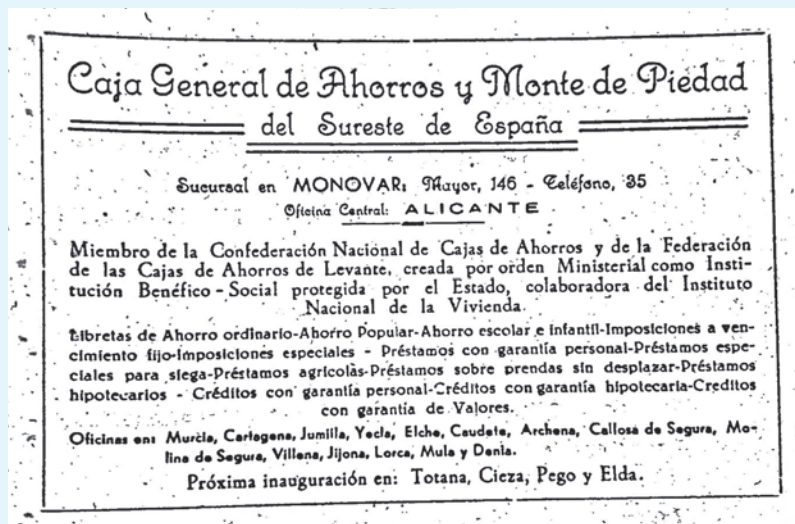 Caja General de Ahorros y Monte de Piedad
del Sureste de España
Sucursal en MONOVAR: Mayor, 146 - Teléfono, 35
Oficina Central: ALICANTE
Miembro de la Confederación Nacional de Cajas de Ahorros y de la Federación
de las Cajas de Ahorros de Levante, creada por orden Ministerial como Insti-
tución Benéfico - Social protegida por el Estado, colaboradora del Instituto
Nacional de la Vivienda.
Libretas de Ahorro ordinario-Ahorro Popular-Ahorro escolar e infantil-Imposiciones a ven-
cimiento fijo-imposiciones especiales - Préstamos con garantía personal-Préstamos espe-
ciales para siega-Préstamos agrícolas-Préstamos sobre prendas sin desplazar-Préstamos
hipotecarios - Créditos con garantía personal-Créditos con garantía hipotecaria-Creditos
con garantía de Valores.
Oficinas en: Murcia, Cartagena, Jumilla, Yecla, Elche, Caudete, Archena, Callosa de Segura, Mo-
lina de Segura, Villena, Jijona, Lorca, Mula y Denia.
Próxima inauguración en: Totana, Cieza, Pego y Elda.